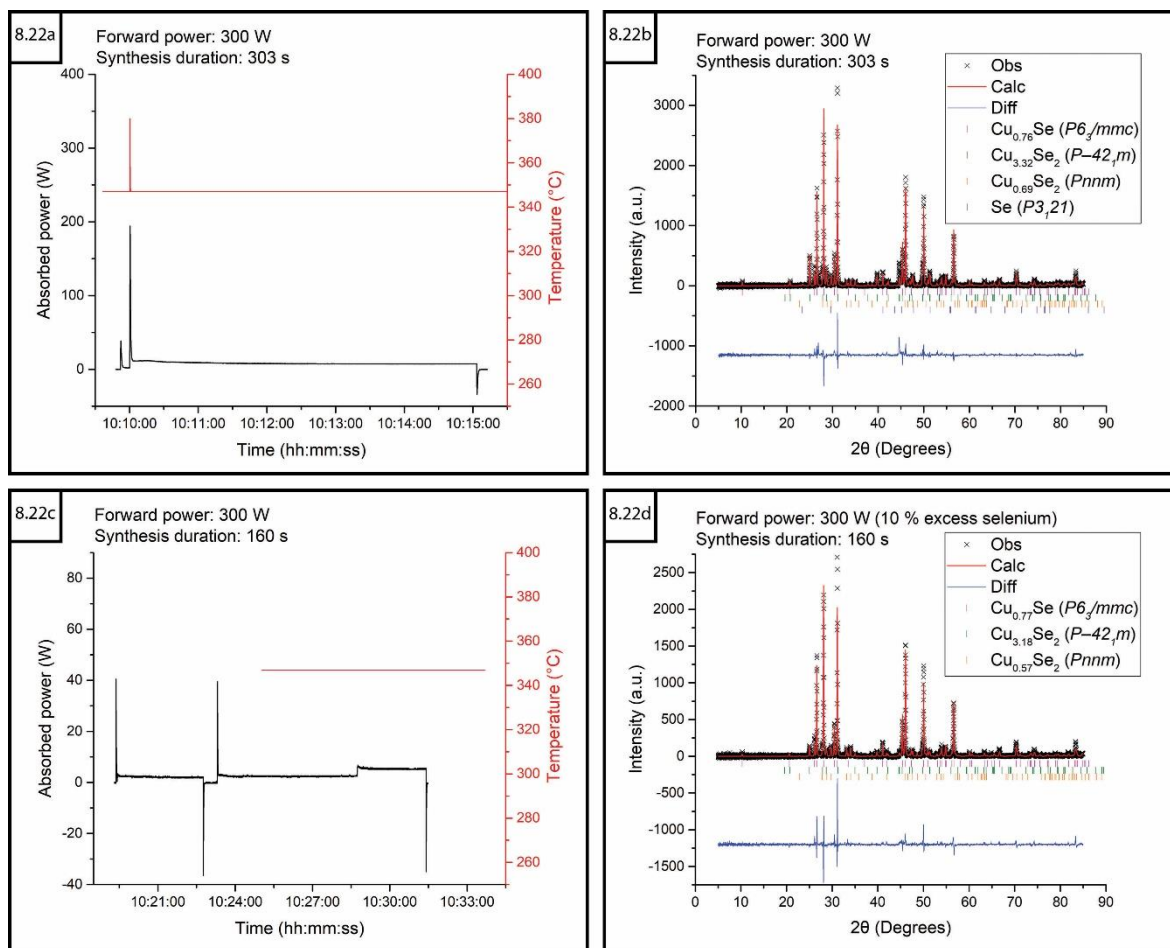 8.22a
Forward power: 300 W
Synthesis duration: 303 s
400
300
200
100
0
Absorbed power (W)
400
380
360
340
320
300
280
260
Temperature (°C)
10:10:00 10:11:00 10:12:00 10:13:00 10:14:00 10:15:00
Time (hh:mm:ss)
8.22b
Forward power: 300 W
Synthesis duration: 303 s
Obs
Calc
Diff
Cu0.76Se (P63/mmc)
Cu3.32Se2 (P–421m)
Cu0.69Se2 (Pnnm)
Se (P3121)
3000
2000
1000
0
-1000
-2000
Intensity (a.u.)
0 10 20 30 40 50 60 70 80 90
2θ (Degrees)
8.22c
Forward power: 300 W
Synthesis duration: 160 s
80
60
40
20
0
-20
-40
Absorbed power (W)
400
380
360
340
320
300
280
260
Temperature (°C)
10:21:00 10:24:00 10:27:00 10:30:00 10:33:00
Time (hh:mm:ss)
8.22d
Forward power: 300 W (10 % excess selenium)
Synthesis duration: 160 s
Obs
Calc
Diff
Cu0.77Se (P63/mmc)
Cu3.18Se2 (P–421m)
Cu0.57Se2 (Pnnm)
2500
2000
1500
1000
500
0
-500
-1000
-1500
Intensity (a.u.)
0 10 20 30 40 50 60 70 80 90
2θ (Degrees)